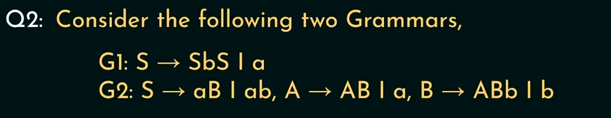 Q2: Consider the following two Grammars,
G1: S → SbS | a
G2: S → aB | ab, A → AB | a, B → ABb | b